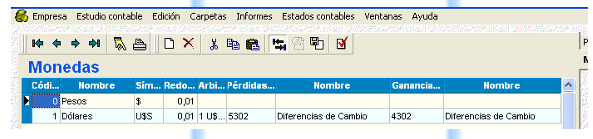 Empresa Estudio contable Edición Carpetas Informes Estados contables Ventanas Ayuda
Monedas
Códi... Nombre Sím... Redo... Arbi... Pérdidas... Nombre Ganancia... Nombre
0 Pesos $ 0,01
1 Dólares U$S 0,01 1 U$... 5302 Diferencias de Cambio 4302 Diferencias de Cambio